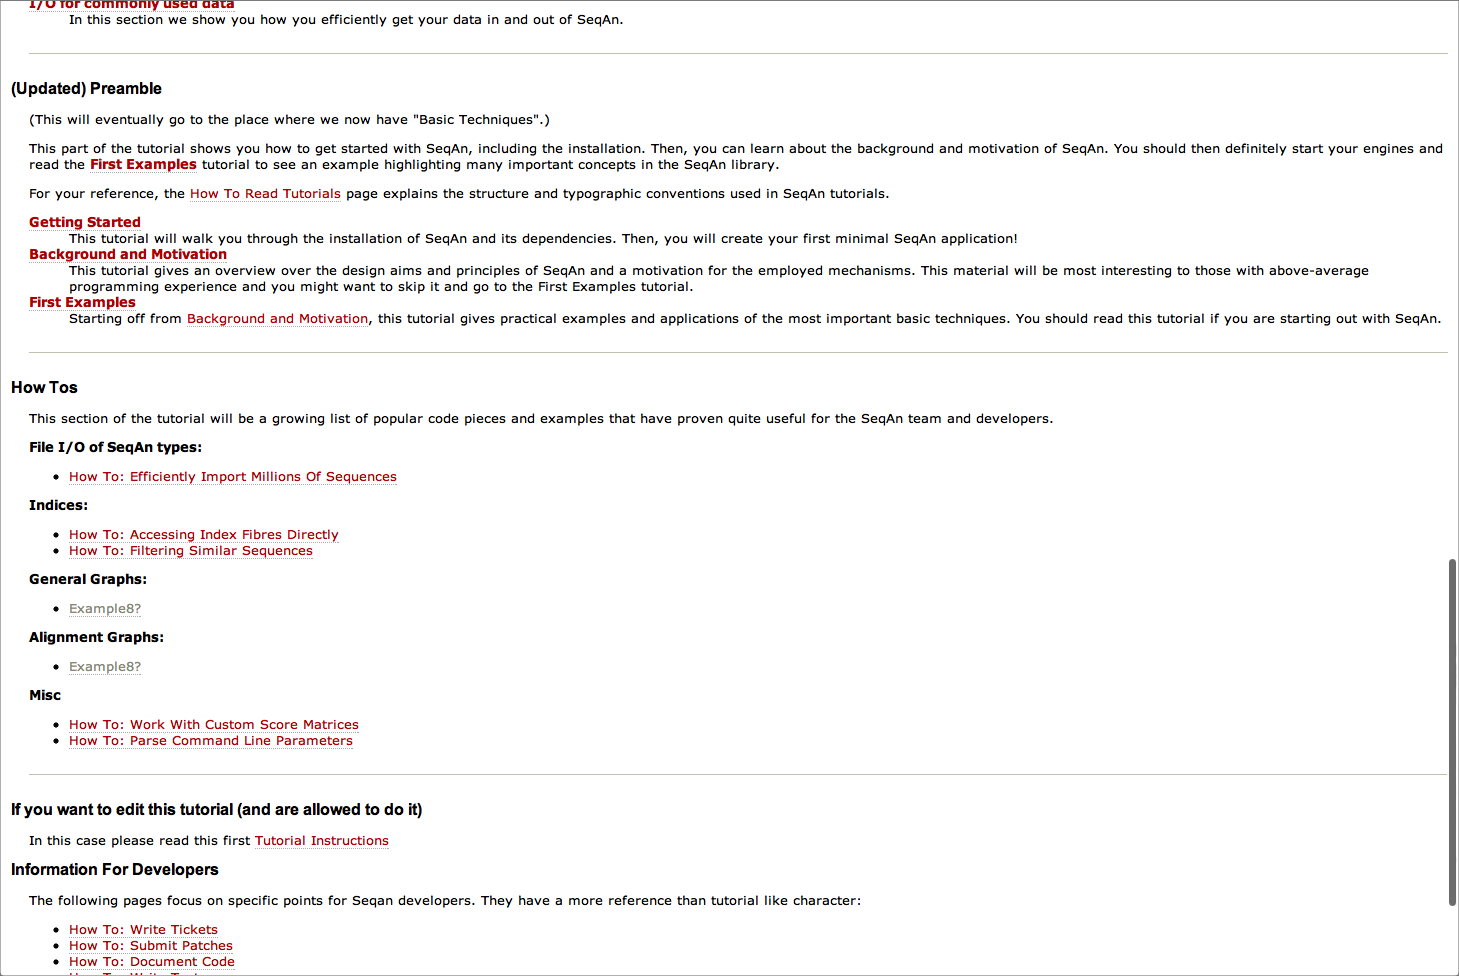 I/O for commonly used data
In this section we show you how you efficiently get your data in and out of SeqAn.
(Updated) Preamble
(This will eventually go to the place where we now have "Basic Techniques".)
This part of the tutorial shows you how to get started with SeqAn, including the installation. Then, you can learn about the background and motivation of SeqAn. You should then definitely start your engines and
read the First Examples tutorial to see an example highlighting many important concepts in the SeqAn library.
For your reference, the How To Read Tutorials page explains the structure and typographic conventions used in SeqAn tutorials.
Getting Started
This tutorial will walk you through the installation of SeqAn and its dependencies. Then, you will create your first minimal SeqAn application!
Background and Motivation
This tutorial gives an overview over the design aims and principles of SeqAn and a motivation for the employed mechanisms. This material will be most interesting to those with above-average
programming experience and you might want to skip it and go to the First Examples tutorial.
First Examples
Starting off from Background and Motivation, this tutorial gives practical examples and applications of the most important basic techniques. You should read this tutorial if you are starting out with SeqAn.
How Tos
This section of the tutorial will be a growing list of popular code pieces and examples that have proven quite useful for the SeqAn team and developers.
File I/O of SeqAn types:
• How To: Efficiently Import Millions Of Sequences
Indices:
• How To: Accessing Index Fibres Directly
• How To: Filtering Similar Sequences
General Graphs:
• Example8?
Alignment Graphs:
• Example8?
Misc
• How To: Work With Custom Score Matrices
• How To: Parse Command Line Parameters
If you want to edit this tutorial (and are allowed to do it)
In this case please read this first Tutorial Instructions
Information For Developers
The following pages focus on specific points for Seqan developers. They have a more reference than tutorial like character:
• How To: Write Tickets
• How To: Submit Patches
• How To: Document Code